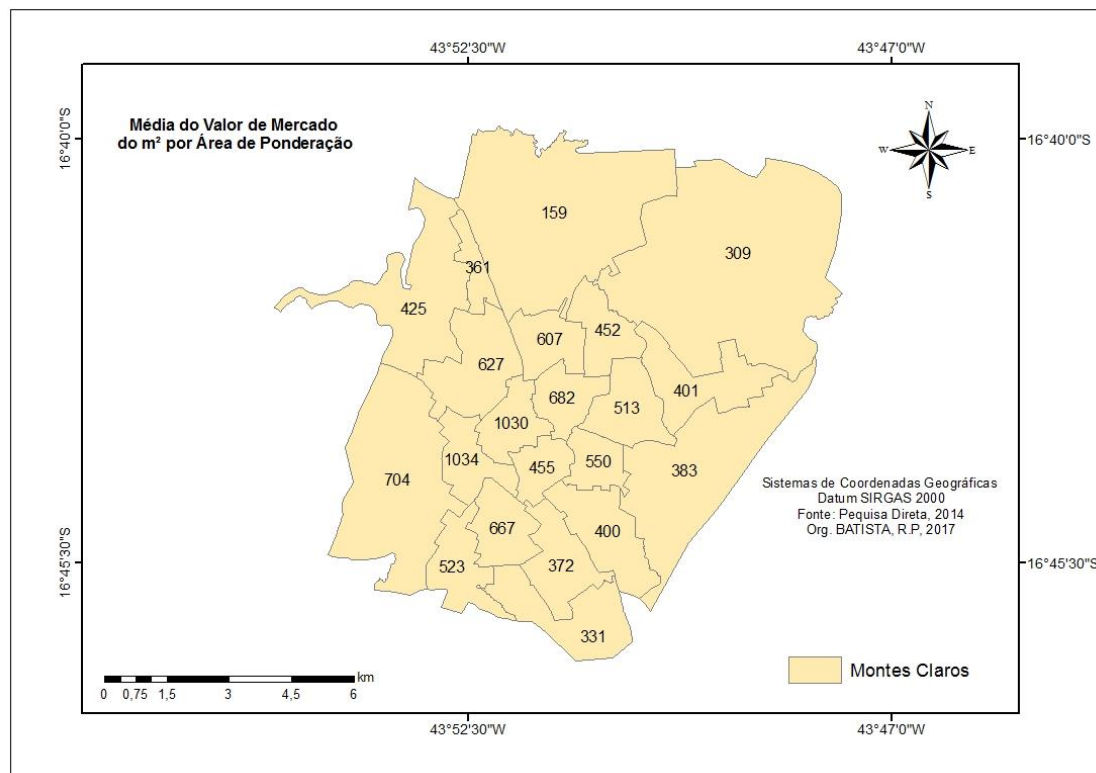 43°52'30"W
43°47'0"W
Média do Valor de Mercado
do m² por Área de Ponderação
N
W
E
S
16°40'0"S
16°40'0"S
159
309
361
425
607
452
627
401
682
513
1030
1034
455
550
383
704
Sistemas de Coordenadas Geográficas
Datum SIRGAS 2000
Fonte: Pequisa Direta, 2014
Org. BATISTA, R.P, 2017
667
400
523
372
16°45'30"S
16°45'30"S
331
Montes Claros
km
0 0,75 1,5 3 4,5 6
43°52'30"W
43°47'0"W